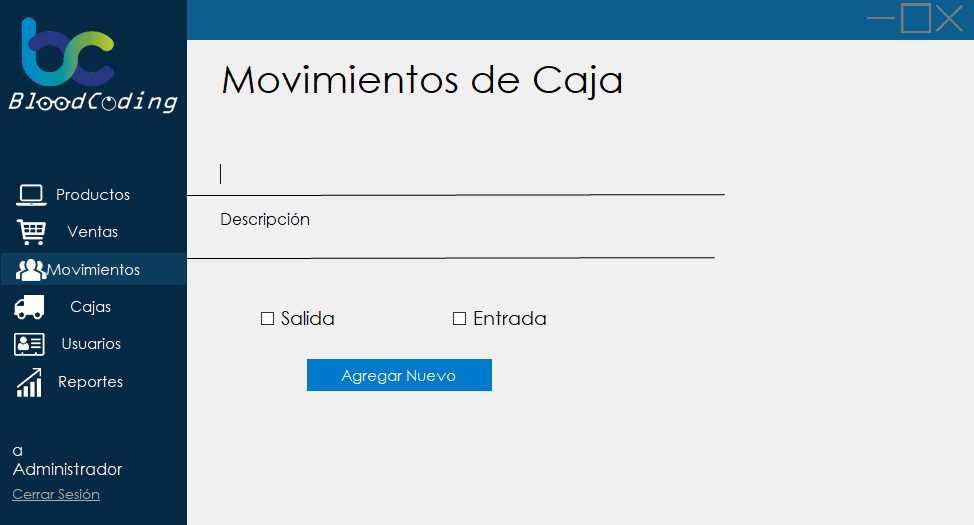 BloodCoding
Productos
Ventas
Movimientos
Cajas
Usuarios
Reportes
a
Administrador
Cerrar Sesión
Movimientos de Caja
Descripción
Salida
Entrada
Agregar Nuevo